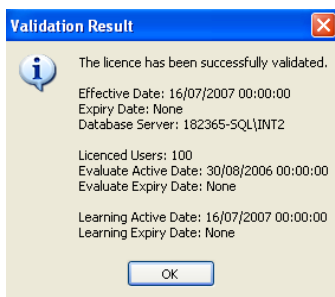 Validation Result
The licence has been successfully validated.
Effective Date: 16/07/2007 00:00:00
Expiry Date: None
Database Server: 182365-SQL\INT2
Licenced Users: 100
Evaluate Active Date: 30/08/2006 00:00:00
Evaluate Expiry Date: None
Learning Active Date: 16/07/2007 00:00:00
Learning Expiry Date: None
OK